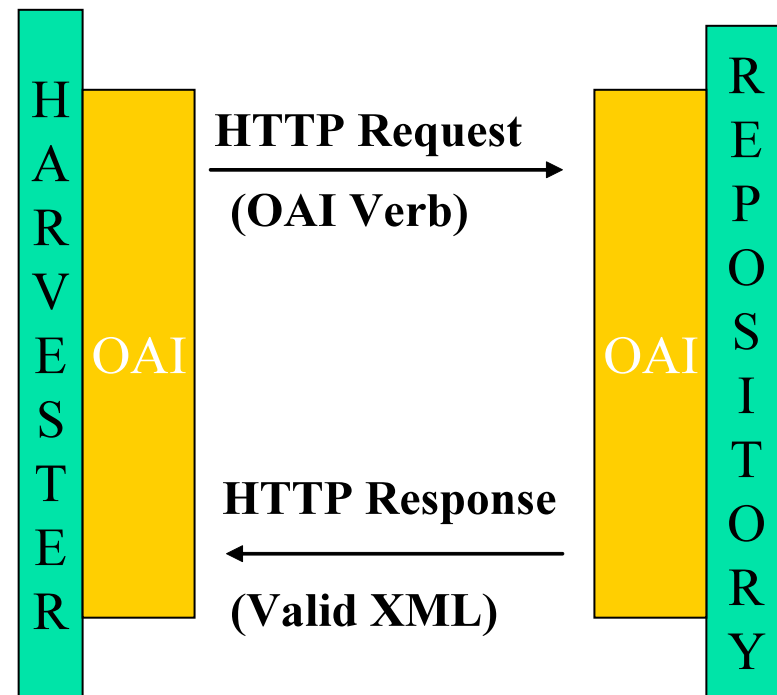 HARVESTER
OAI
HTTP Request
(OAI Verb)
HTTP Response
(Valid XML)
OAI
REPOSITORY